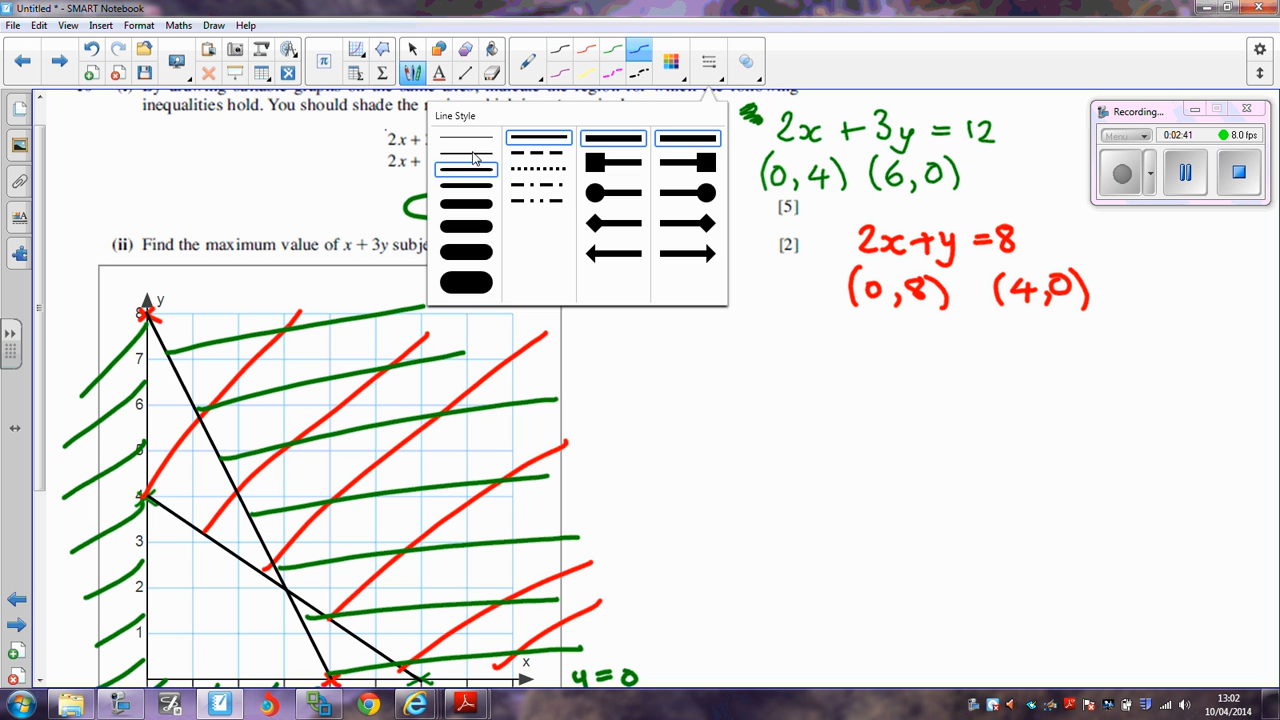 Untitled * - SMART Notebook
File Edit View Insert Format Maths Draw Help
Line Style
inequalities hold. You should shade the
2x +
2x +
[5]
(ii) Find the maximum value of x + 3y subje
[2]
2x + 3y = 12
(0, 4) (6, 0)
2x+y = 8
(0, 8) (4, 0)
Recording...
Menu
0:02:41
8.0 fps
y
8
7
6
5
4
3
2
1
x
y = 0
13:02
10/04/2014